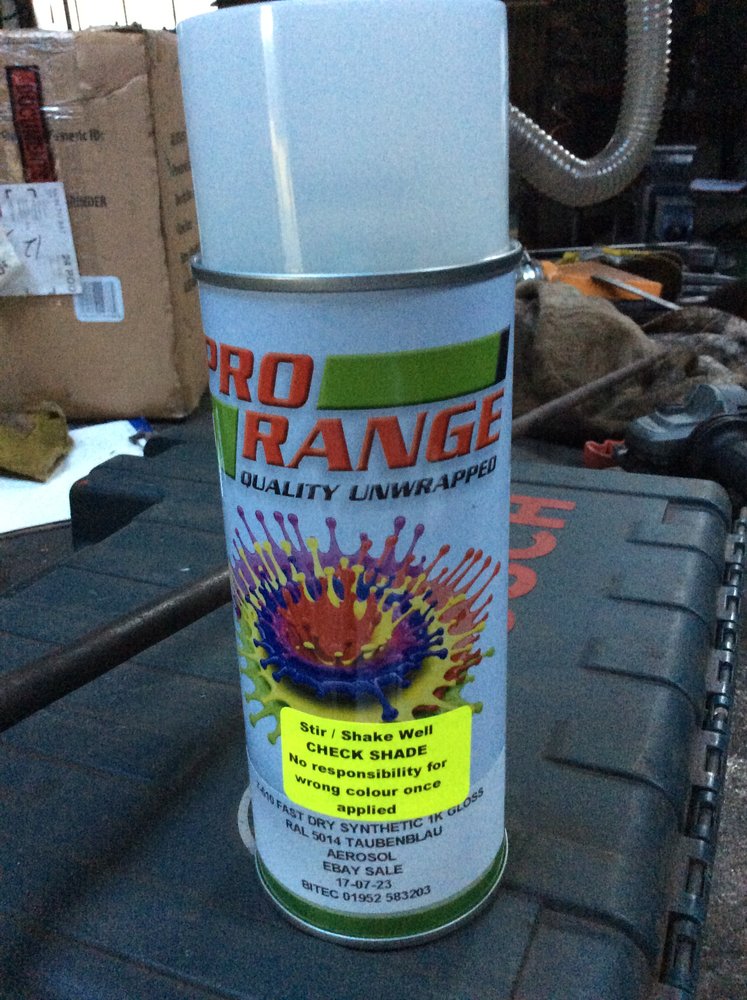 PRO
RANGE
QUALITY UNWRAPPED
Stir / Shake Well
CHECK SHADE
No responsibility for
wrong colour once
applied
FAST DRY SYNTHETIC 1K GLOSS
RAL 5014 TAUBENBLAU
AEROSOL
EBAY SALE
17-07-23
BITEC 01952 583203